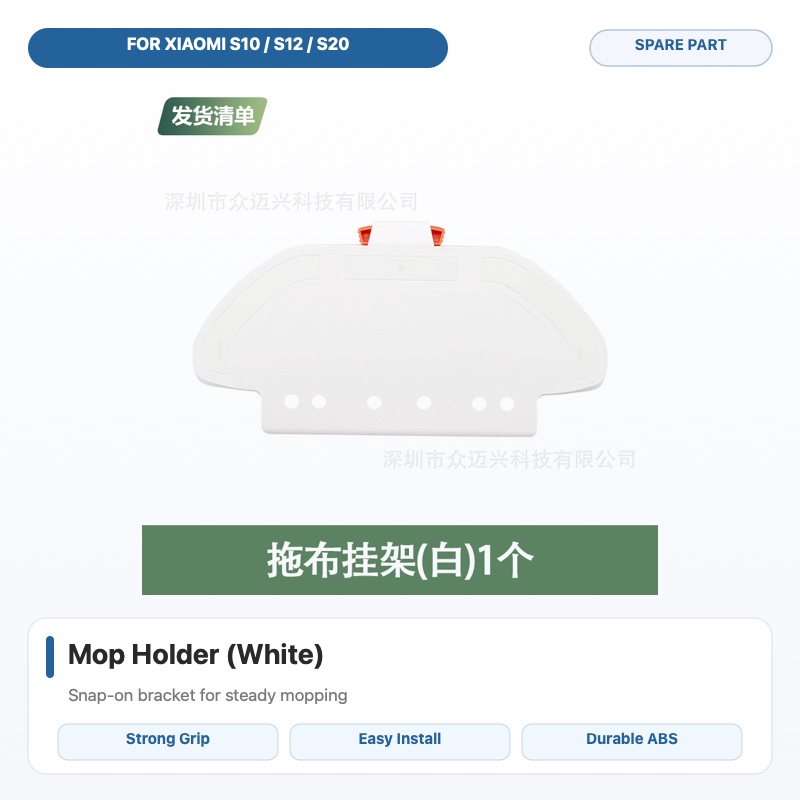 FOR XIAOMI S10 / S12 / S20
SPARE PART
发货清单
深圳市众迈兴科技有限公司
深圳市众迈兴科技有限公司
拖布挂架(白)1个
Mop Holder (White)
Snap-on bracket for steady mopping
Strong Grip
Easy Install
Durable ABS